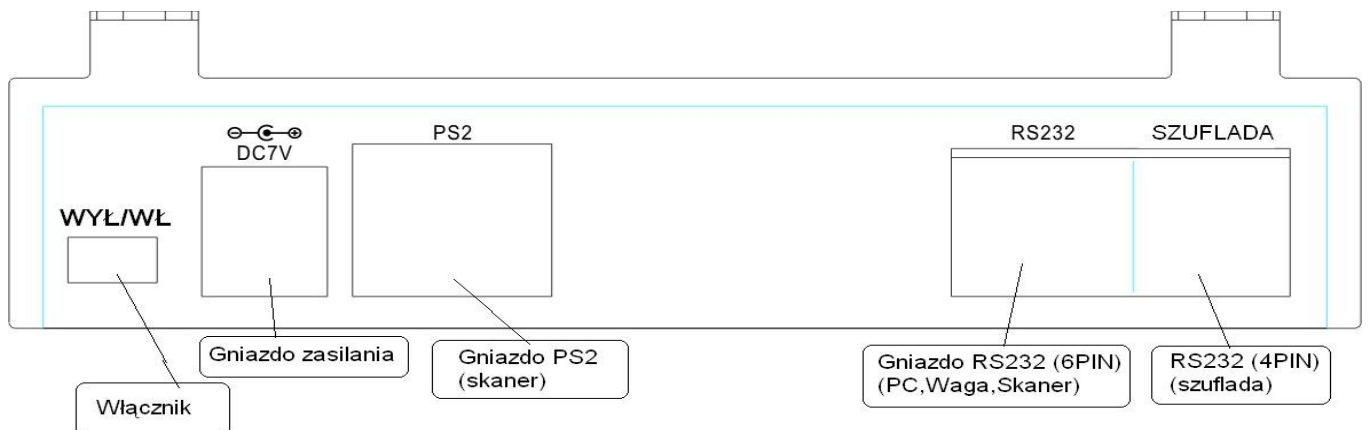 PS2
RS232
SZUFLADA
DC7V
WYŁ/WŁ
Gniazdo zasilania
Gniazdo PS2
(skaner)
Gniazdo RS232 (6PIN)
(PC,Waga,Skaner)
RS232 (4PIN)
(szuflada)
Włącznik